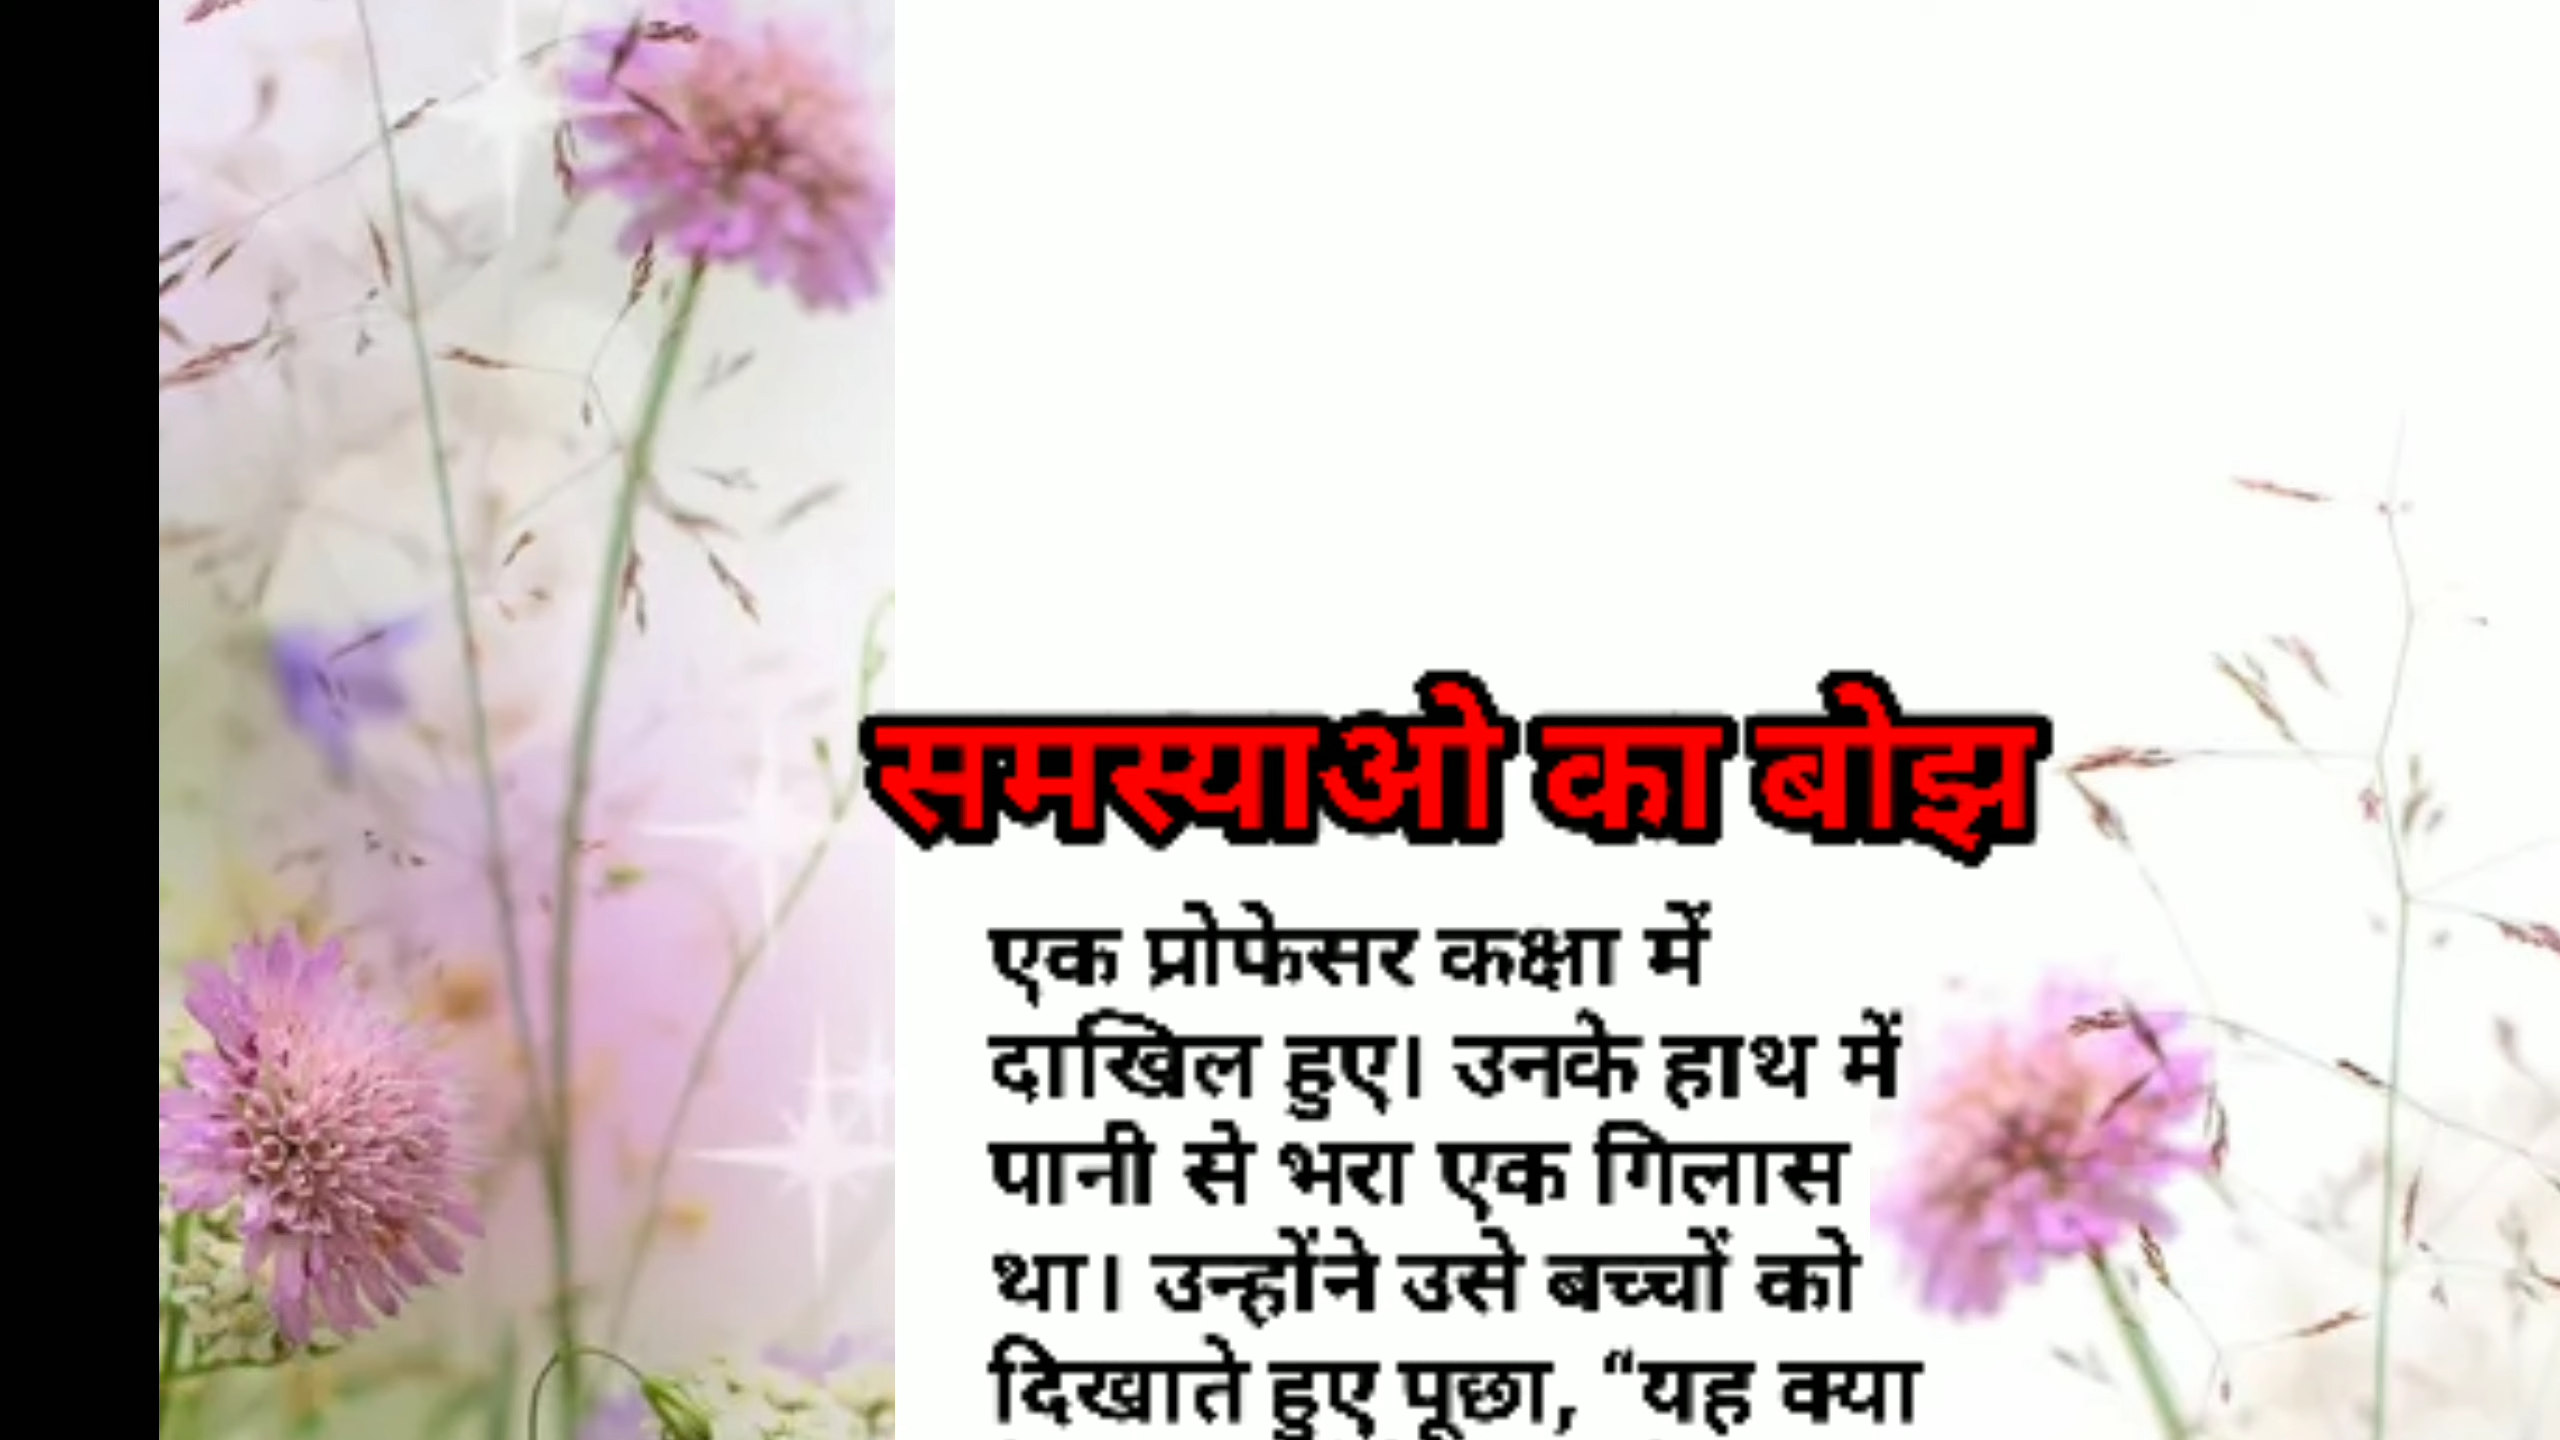 समस्याओ का बोझ
एक प्रोफेसर कक्षा में
दाखिल हुए। उनके हाथ में
पानी से भरा एक गिलास
था। उन्होंने उसे बच्चों को
दिखाते हुए पूछा, “यह क्या